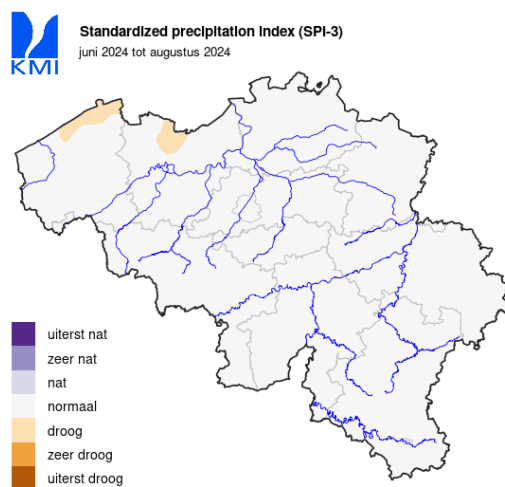 Standardized precipitation index (SPI-3)
juni 2024 tot augustus 2024
KMI
uiterst nat
zeer nat
nat
normaal
droog
zeer droog
uiterst droog